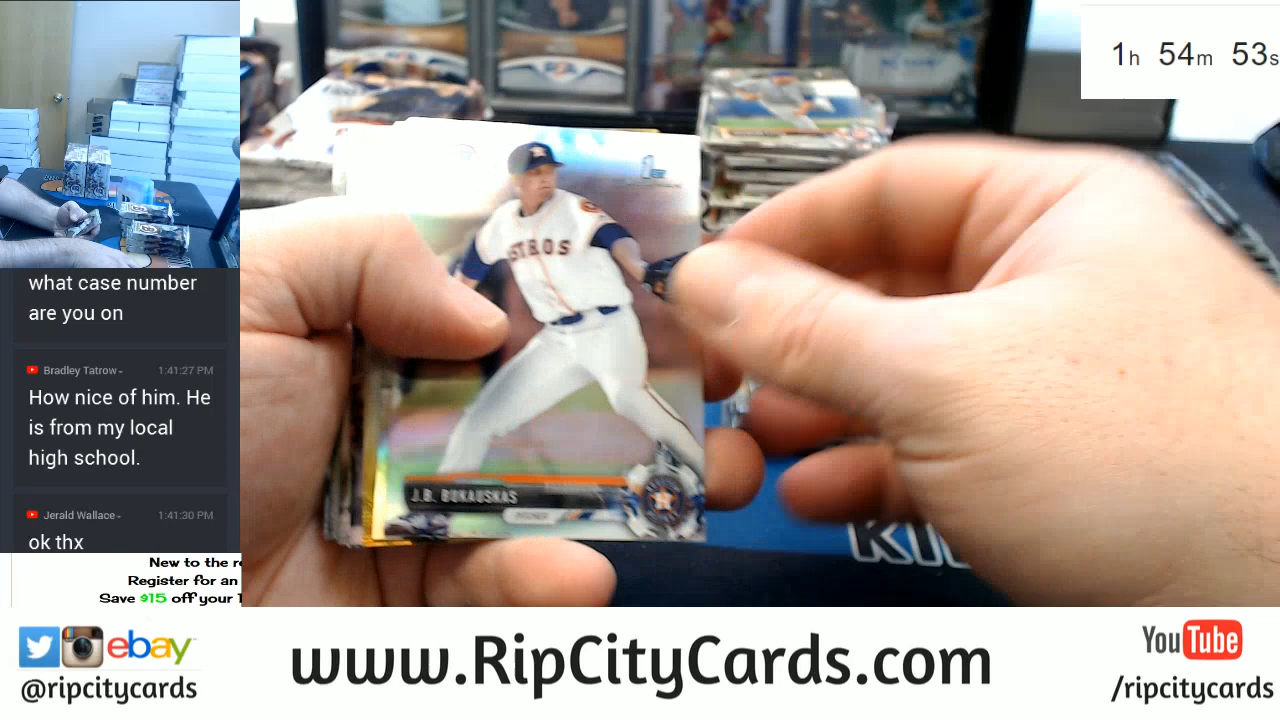 1h 54m 53s
what case number
are you on
Bradley Tatrow
1:41:27 PM
How nice of him. He
is from my local
high school.
Jerald Wallace
1:41:30 PM
ok thx
New to the
Register for an
Save $15 off your
ASTROS
J.B. BUKAUSKAS
PITCHER
KIN
ebay
@ripcitycards
www.RipCityCards.com
YouTube
/ripcitycards